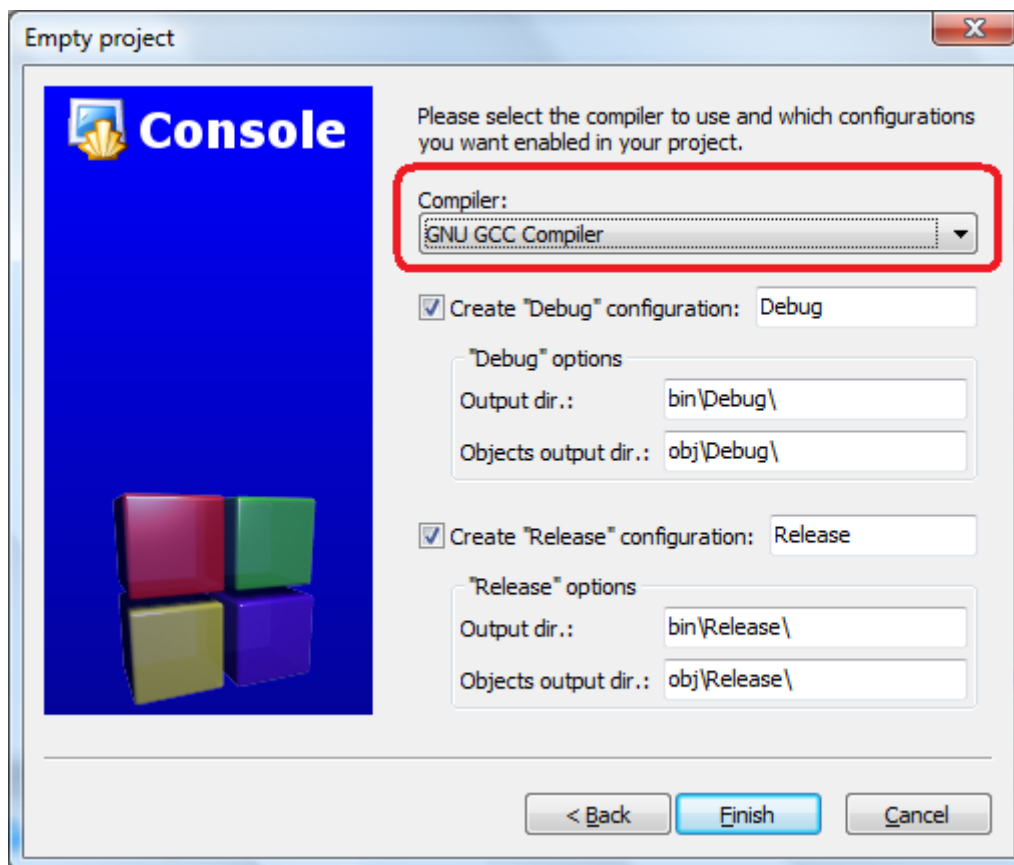 Empty project
Console
Please select the compiler to use and which configurations
you want enabled in your project.
Compiler:
GNU GCC Compiler
Create "Debug" configuration: Debug
"Debug" options
Output dir.: bin\Debug\
Objects output dir.: obj\Debug\
Create "Release" configuration: Release
"Release" options
Output dir.: bin\Release\
Objects output dir.: obj\Release\
< Back Finish Cancel